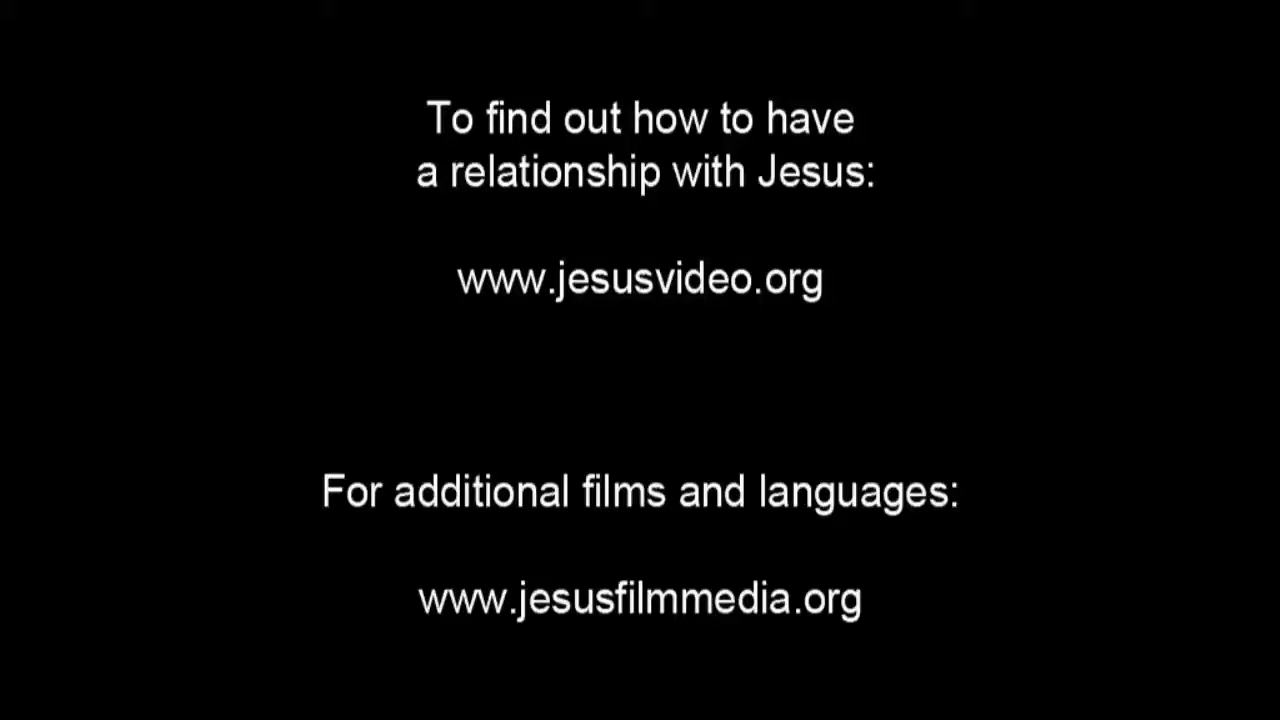 To find out how to have
a relationship with Jesus:
www.jesusvideo.org
For additional films and languages:
www.jesusfilmmedia.org